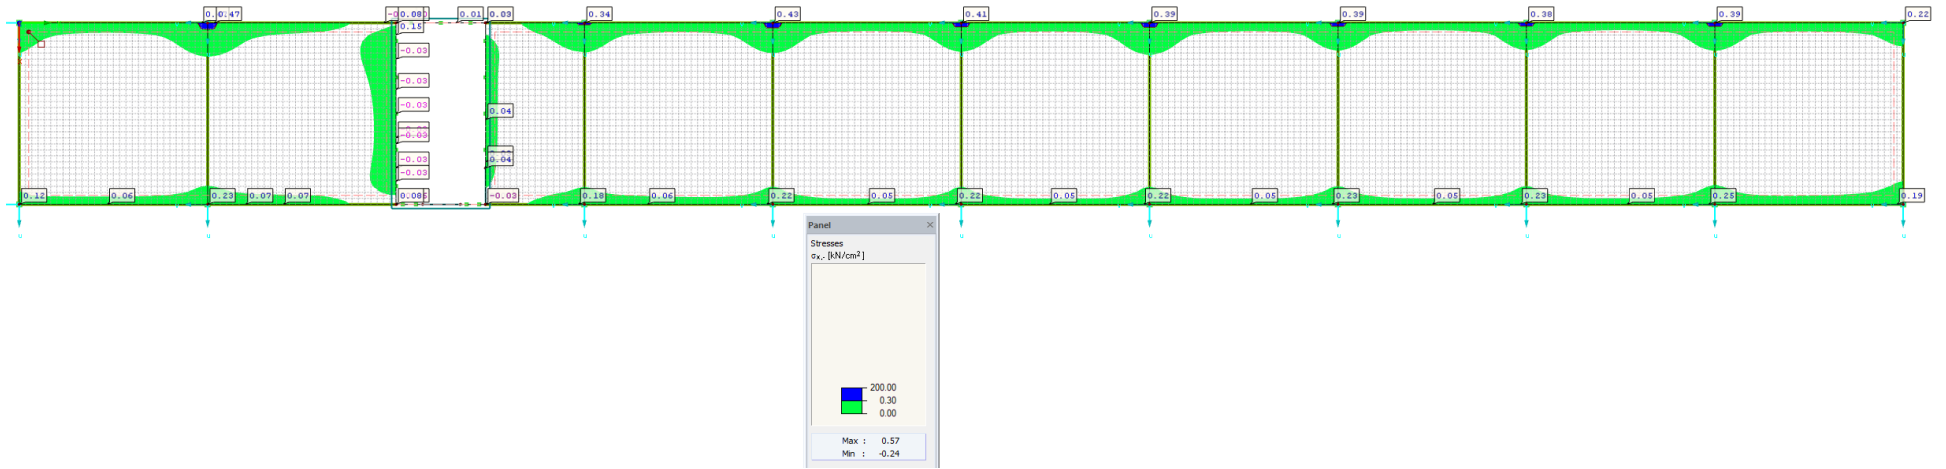 0.47 -0.08 0.01 0.03 0.34 0.43 0.41 0.39 0.39 0.38 0.39 0.22
0.15
-0.03
-0.03
-0.03 0.04
-0.03
-0.03 0.04
-0.03
0.12 0.06 0.23 0.07 0.07 -0.03 0.18 0.06 0.22 0.05 0.22 0.05 0.22 0.05 0.23 0.05 0.23 0.05 0.25 0.19
u u u u u u u u u u
Panel
Stresses
σx,- [kN/cm²]
200.00
0.30
0.00
Max : 0.57
Min : -0.24